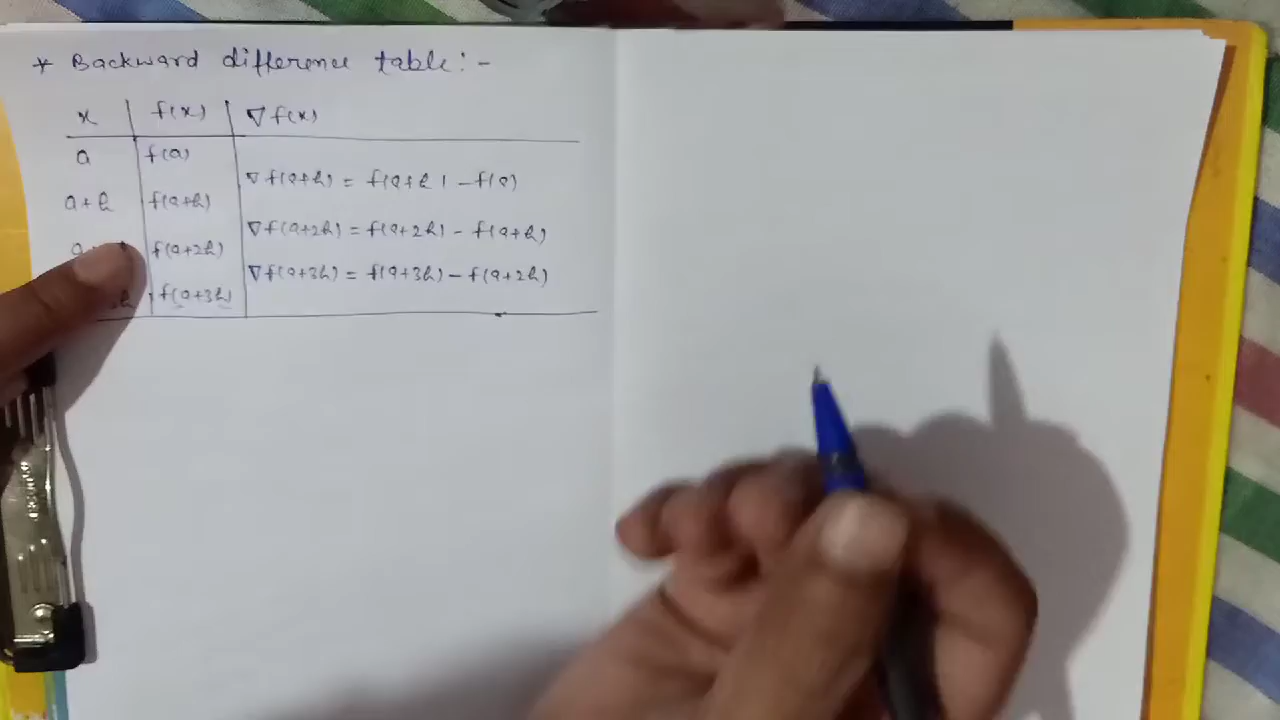 * Backward difference table:-
x f(x) ∇f(x)
a f(a)
∇f(a+h) = f(a+h) - f(a)
a+h f(a+h)
∇f(a+2h) = f(a+2h) - f(a+h)
f(a+2h)
∇f(a+3h) = f(a+3h) - f(a+2h)
f(a+3h)